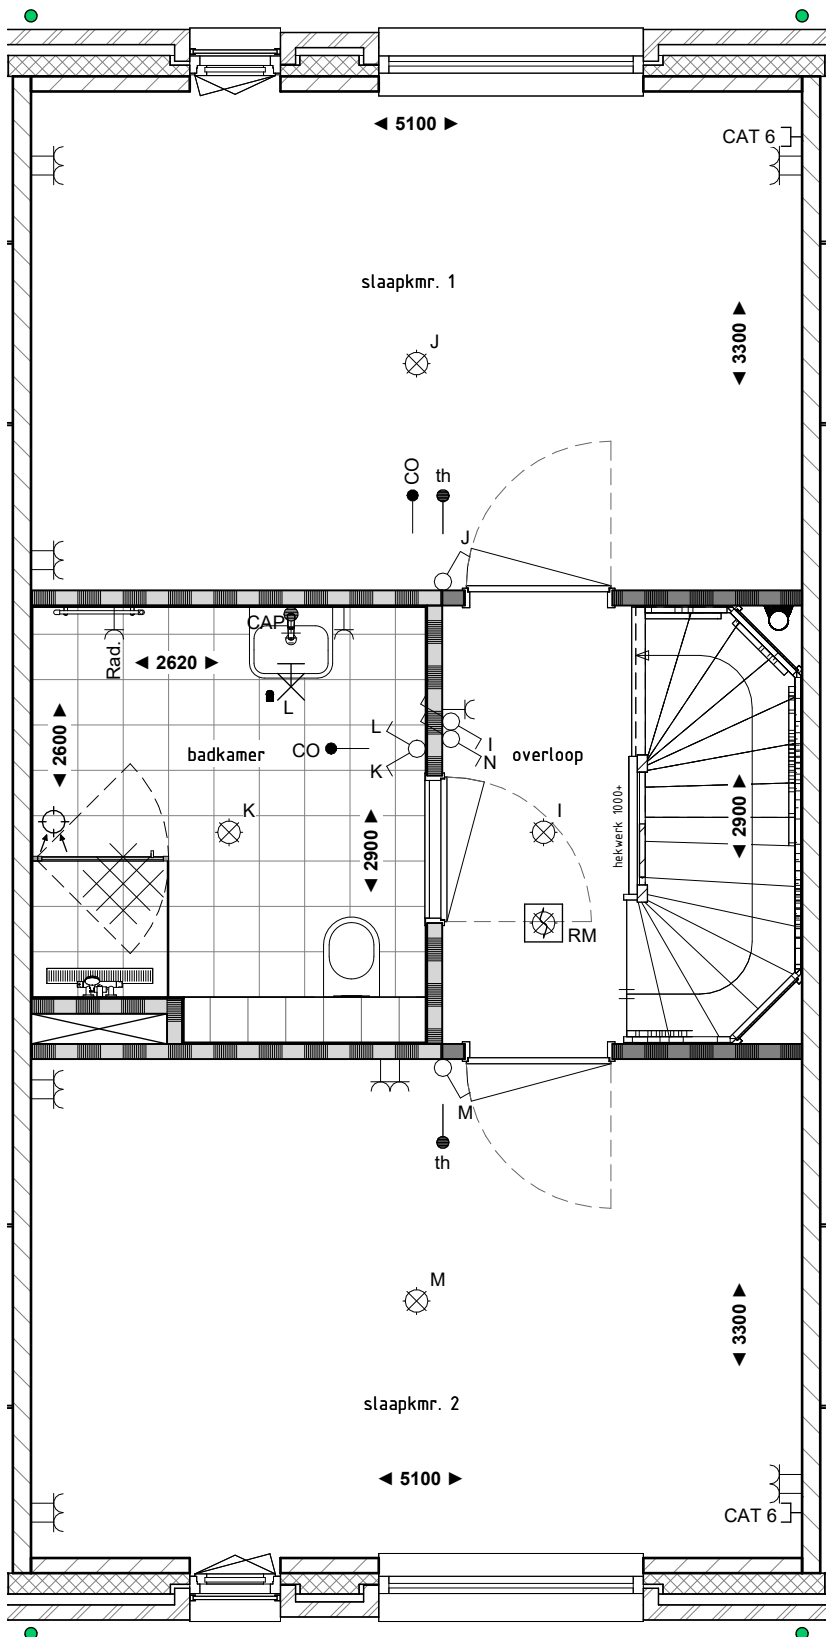 ◄ 5100 ►
CAT 6
slaapkmr. 1
◄ 3300 ►
J
CO
th
J
CAP
Rad.
◄ 2620 ►
L
◄ 2600 ►
badkamer
CO
L
K
I
N
overloop
hekwerk 1000+
K
◄ 2900 ►
I
◄ 2900 ►
RM
M
th
M
◄ 3300 ►
slaapkmr. 2
◄ 5100 ►
CAT 6